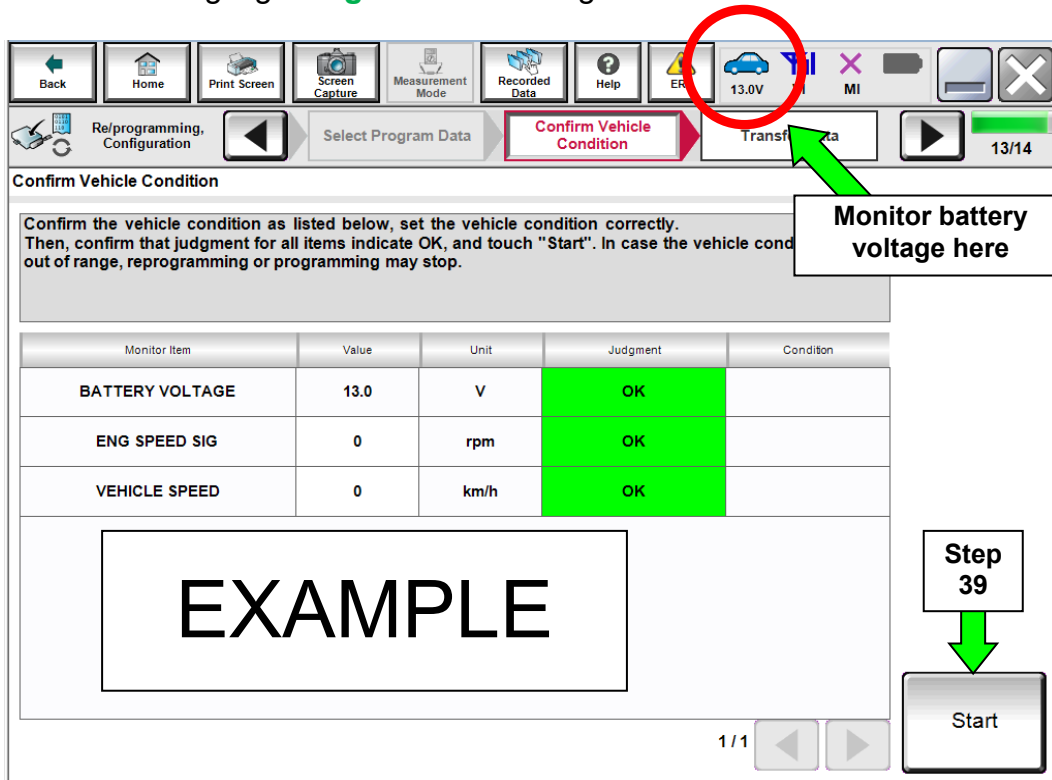 Back
Home
Print Screen
Screen
Capture
Measurement
Mode
Recorded
Data
Help
13.0V
MI
Re/programming,
Configuration
Select Program Data
Confirm Vehicle
Condition
13/14
Confirm Vehicle Condition
Monitor battery
voltage here
Confirm the vehicle condition as listed below, set the vehicle condition correctly.
Then, confirm that judgment for all items indicate OK, and touch "Start". In case the vehicle
out of range, reprogramming or programming may stop.
Monitor Item Value Unit Judgment Condition
BATTERY VOLTAGE 13.0 V OK
ENG SPEED SIG 0 rpm OK
VEHICLE SPEED 0 km/h OK
EXAMPLE
Step
39
Start
1/1